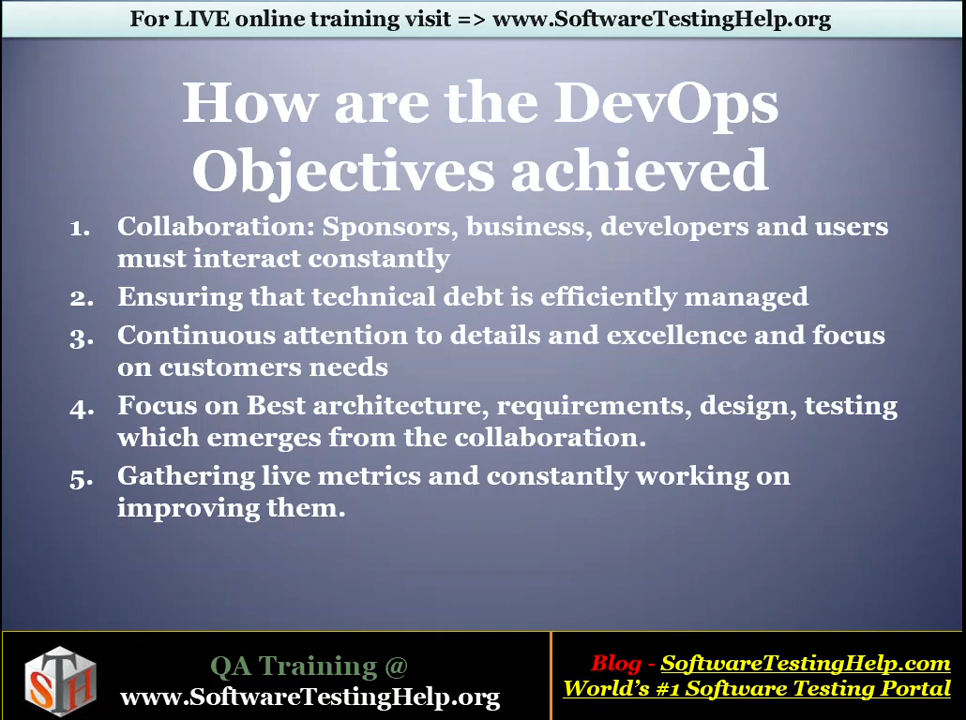 For LIVE online training visit => www.SoftwareTestingHelp.org
How are the DevOps
Objectives achieved
1. Collaboration: Sponsors, business, developers and users
must interact constantly
2. Ensuring that technical debt is efficiently managed
3. Continuous attention to details and excellence and focus
on customers needs
4. Focus on Best architecture, requirements, design, testing
which emerges from the collaboration.
5. Gathering live metrics and constantly working on
improving them.
STH
QA Training @
www.SoftwareTestingHelp.org
Blog - SoftwareTestingHelp.com
World's #1 Software Testing Portal